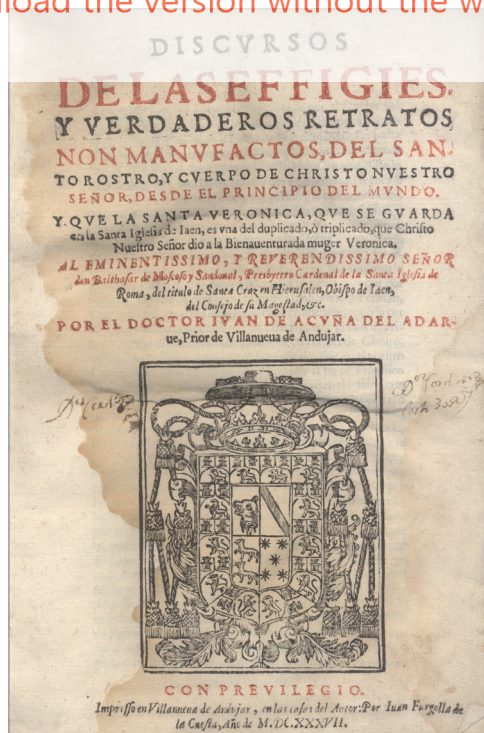 load the version without the w
DISCVRSOS
DE LAS EFFIGIES,
Y VERDADEROS RETRATOS
NON MANVFACTOS, DEL SAN-
TO ROSTRO, Y CVERPO DE CHRISTO NVESTRO
SEÑOR, DESDE EL PRINCIPIO DEL MVNDO.
Y QVE LA SANTA VERONICA, QVE SE GVARDA
en la Santa Iglesia de Iaen, es vna del duplicado, ò triplicado, que Christo
Nuestro Señor dio a la Bienauenturada muger Veronica.
AL EMINENTISSIMO, Y REVERENDISSIMO SEÑOR
don Balthasar de Moscoso y Sandoual, Presbytero Cardenal de la Santa Iglesia de
Roma, del titulo de Santa Cruz en Hierusalen, Obispo de Iaen,
del Consejo de su Magestad, &c.
POR EL DOCTOR IVAN DE ACVÑA DEL ADAR-
ue, Prior de Villanueua de Andujar.
CON PREVILEGIO.
Impresso en Villanueua de Andujar, en las casas del Autor: Por Iuan Furgolla de
la Cuesta, Año de M.DC.XXXVII.